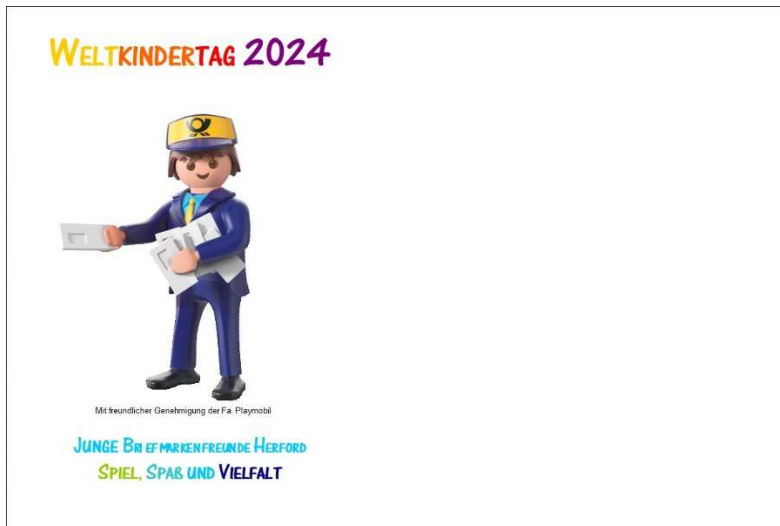 WELTKINDERTAG 2024
Mit freundlicher Genehmigung der Fa. Playmobil
JUNGE BRIEFMARKENFREUNDE HERFORD
SPIEL, SPAß UND VIELFALT